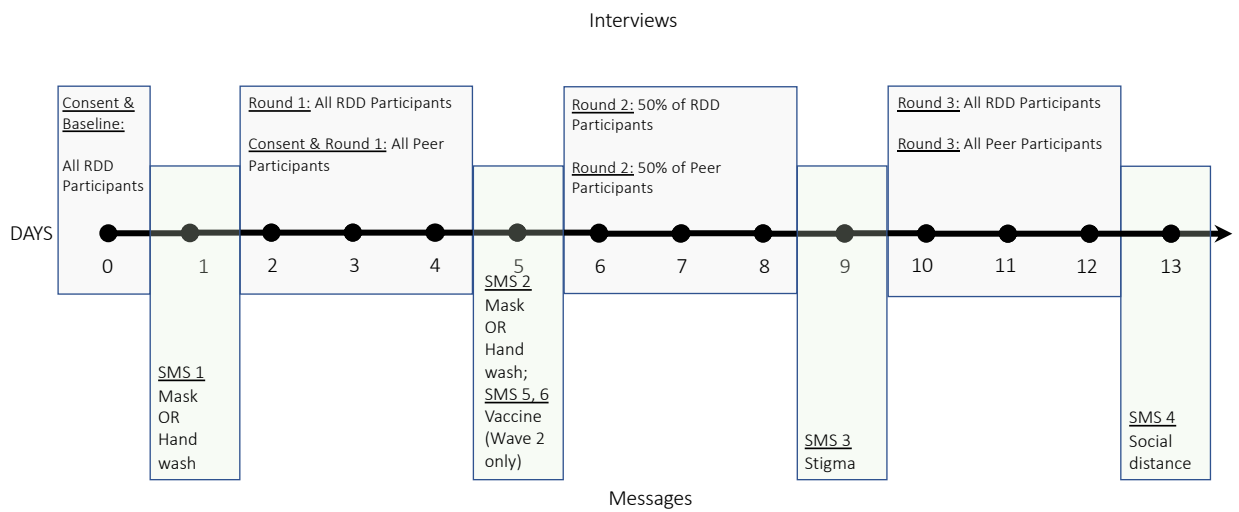 Interviews
Consent &
Baseline:
All RDD
Participants
Round 1: All RDD Participants
Consent & Round 1: All Peer
Participants
Round 2: 50% of RDD
Participants
Round 2: 50% of Peer
Participants
Round 3: All RDD Participants
Round 3: All Peer Participants
DAYS
0 1 2 3 4 5 6 7 8 9 10 11 12 13
SMS 1
Mask
OR
Hand
wash
SMS 2
Mask
OR
Hand
wash;
SMS 5, 6
Vaccine
(Wave 2
only)
SMS 3
Stigma
SMS 4
Social
distance
Messages